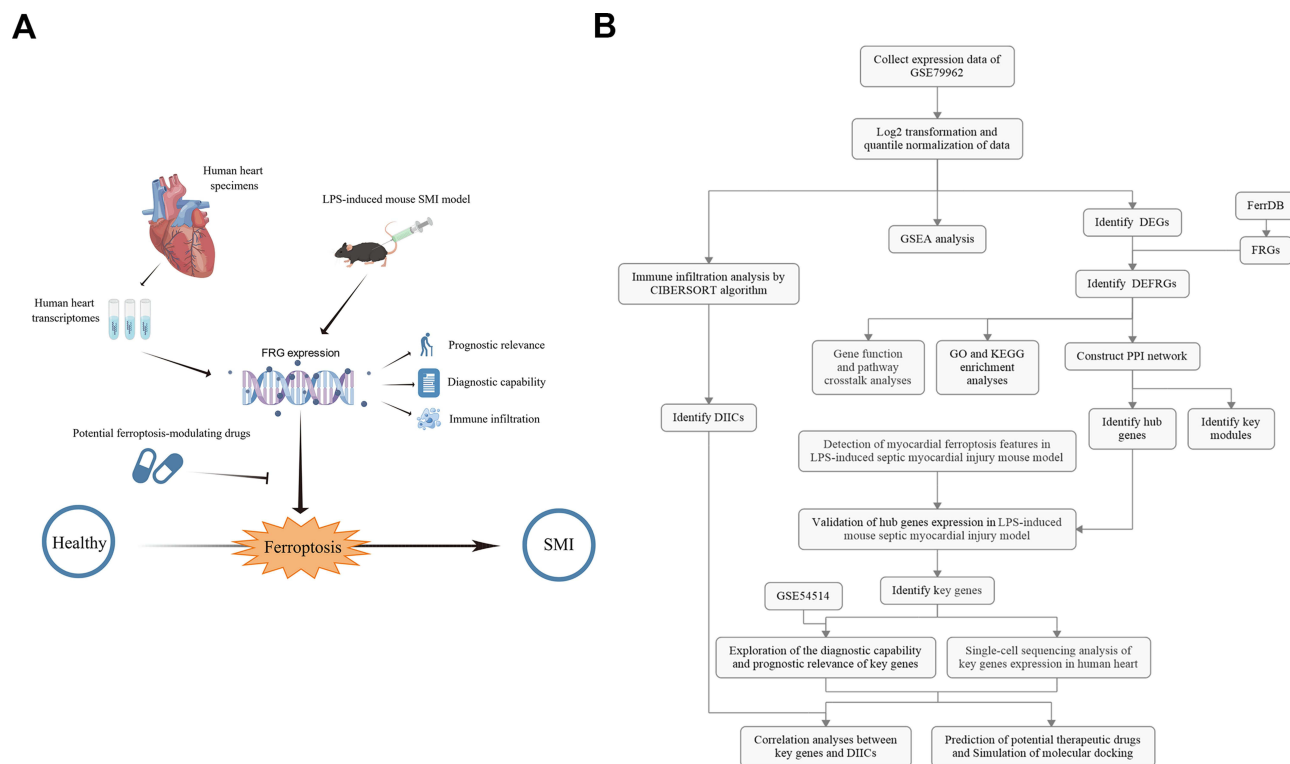 A
Human heart
specimens
LPS-induced mouse SMI model
Human heart
transcriptomes
FRG expression
Prognostic relevance
Diagnostic capability
Immune infiltration
Potential ferroptosis-modulating drugs
Healthy
Ferroptosis
SMI
B
Collect expression data of
GSE79962
Log2 transformation and
quantile normalization of data
GSEA analysis
Identify DEGs
FerrDB
FRGs
Immune infiltration analysis by
CIBERSORT algorithm
Identify DEFRGs
Gene function
and pathway
crosstalk analyses
GO and KEGG
enrichment
analyses
Construct PPI network
Identify DIICs
Identify hub
genes
Identify key
modules
Detection of myocardial ferroptosis features in
LPS-induced septic myocardial injury mouse model
Validation of hub genes expression in LPS-induced
mouse septic myocardial injury model
Identify key genes
GSE54514
Exploration of the diagnostic capability
and prognostic relevance of key genes
Single-cell sequencing analysis of
key genes expression in human heart
Correlation analyses between
key genes and DIICs
Prediction of potential therapeutic drugs
and Simulation of molecular docking